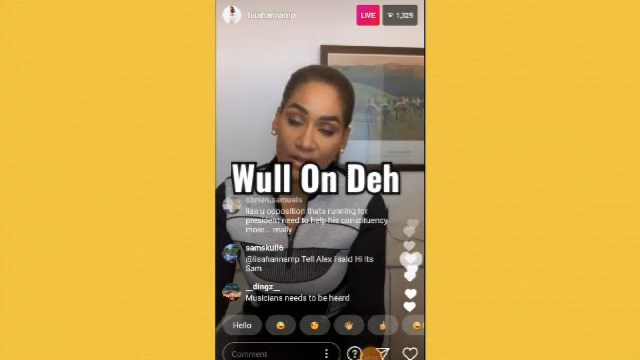 lisahannamp
LIVE
1,329
Wull On Deh
obrien.samuels
lisa y opposition thats running for
president need to help his constituency
more... really
samskull6
@lisahannamp Tell Alex i said Hi Its
Sam
__dingz__
Musicians needs to be heard
Hello
Comment